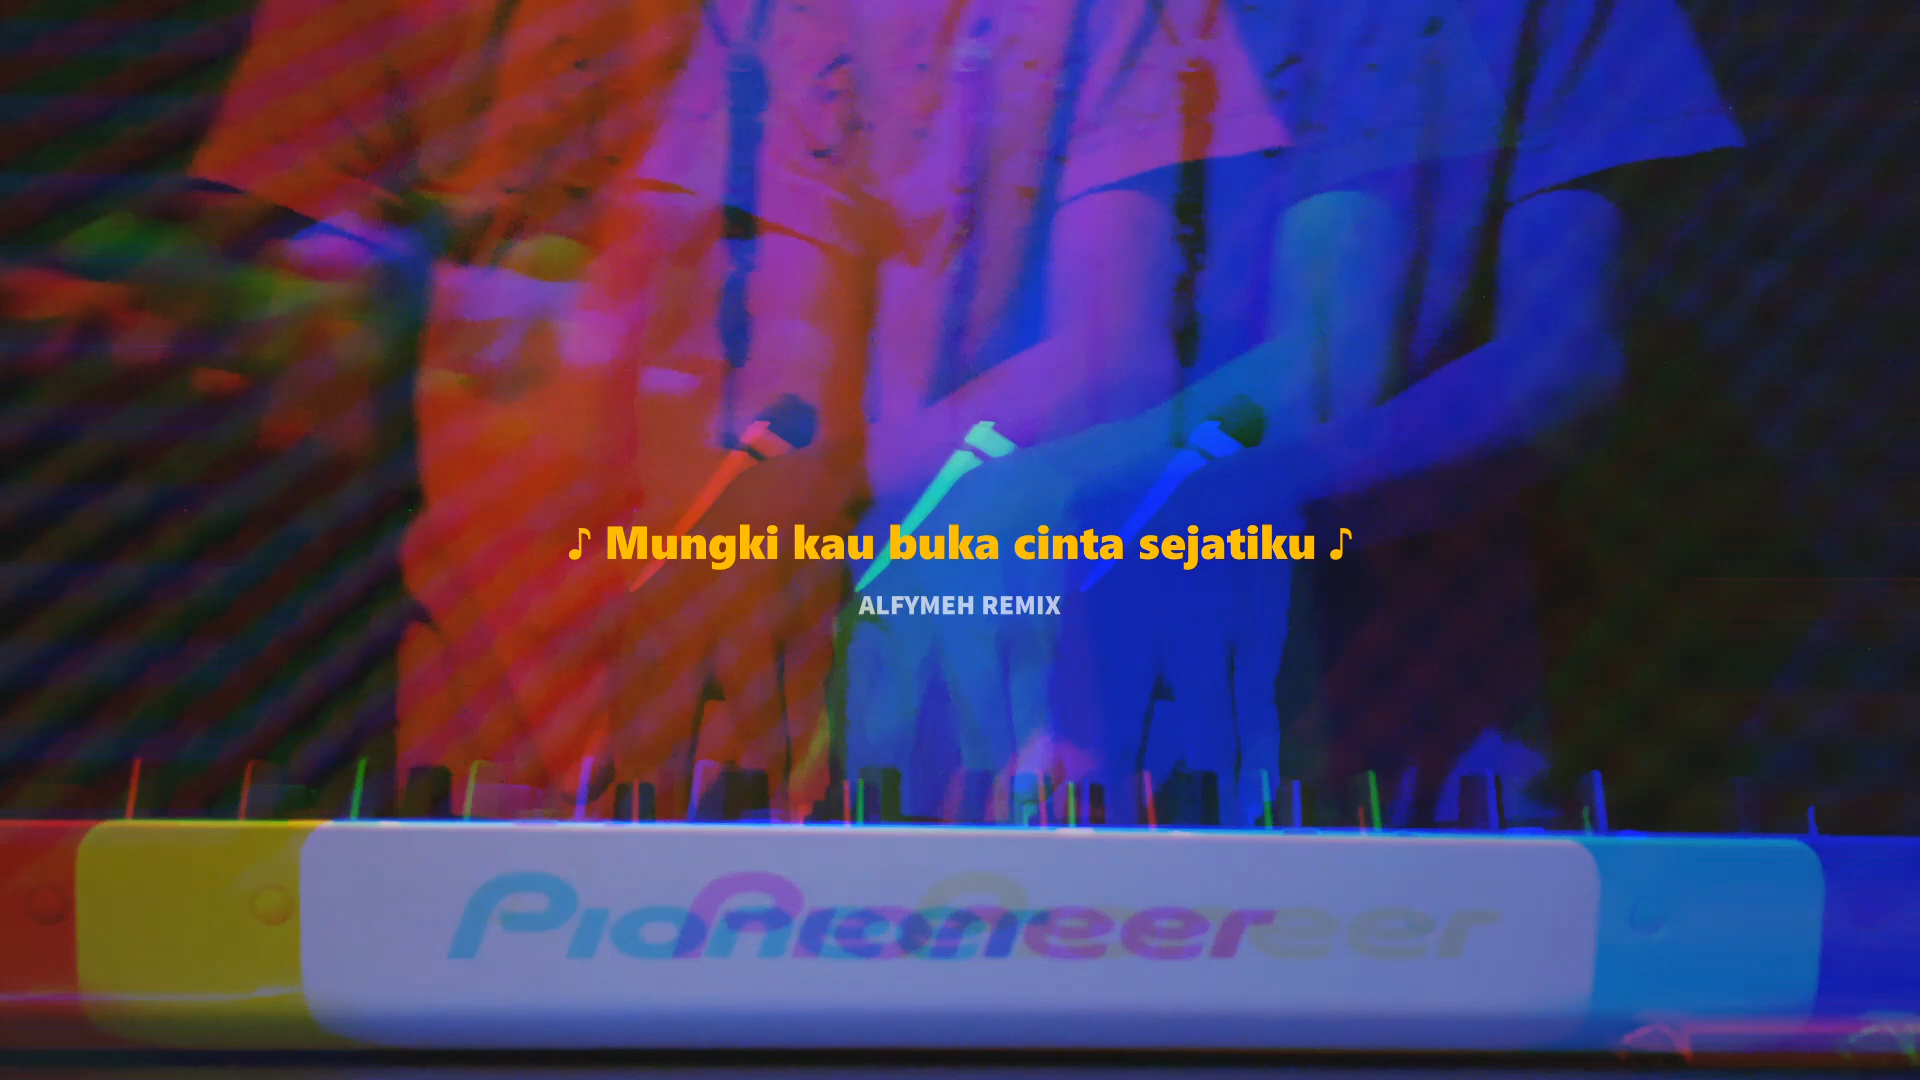 ♪ Mungki kau buka cinta sejatiku ♪
ALFYMEH REMIX
Pioneer